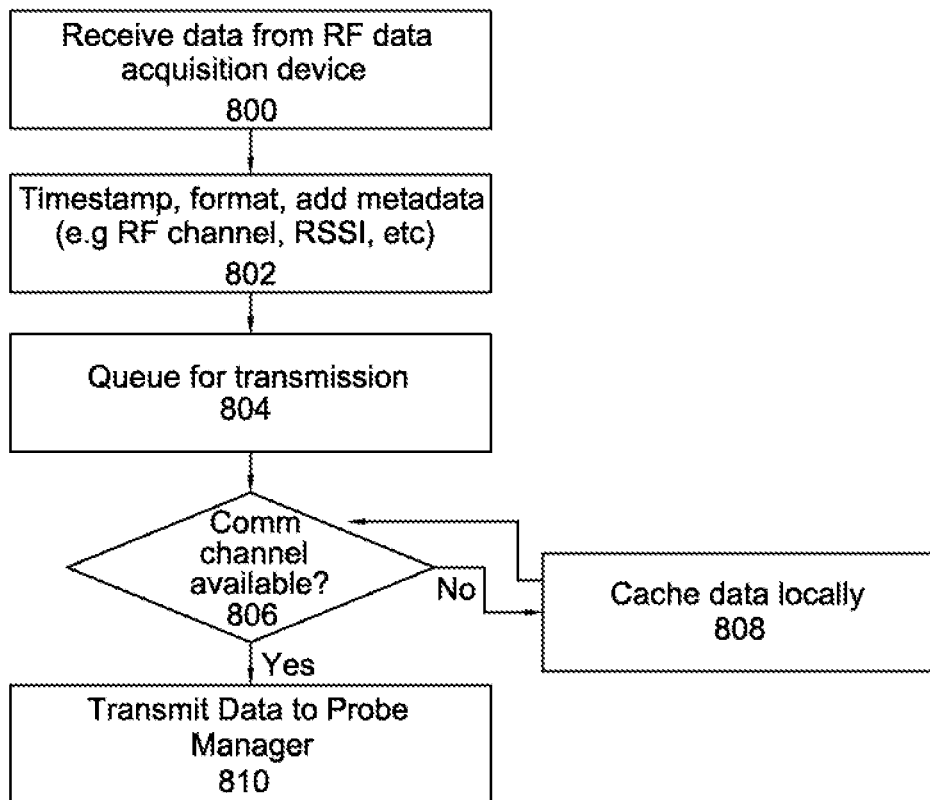 Receive data from RF data
acquisition device
800
Timestamp, format, add metadata
(e.g RF channel, RSSI, etc)
802
Queue for transmission
804
Comm
channel
available?
806
No
Cache data locally
808
Yes
Transmit Data to Probe
Manager
810